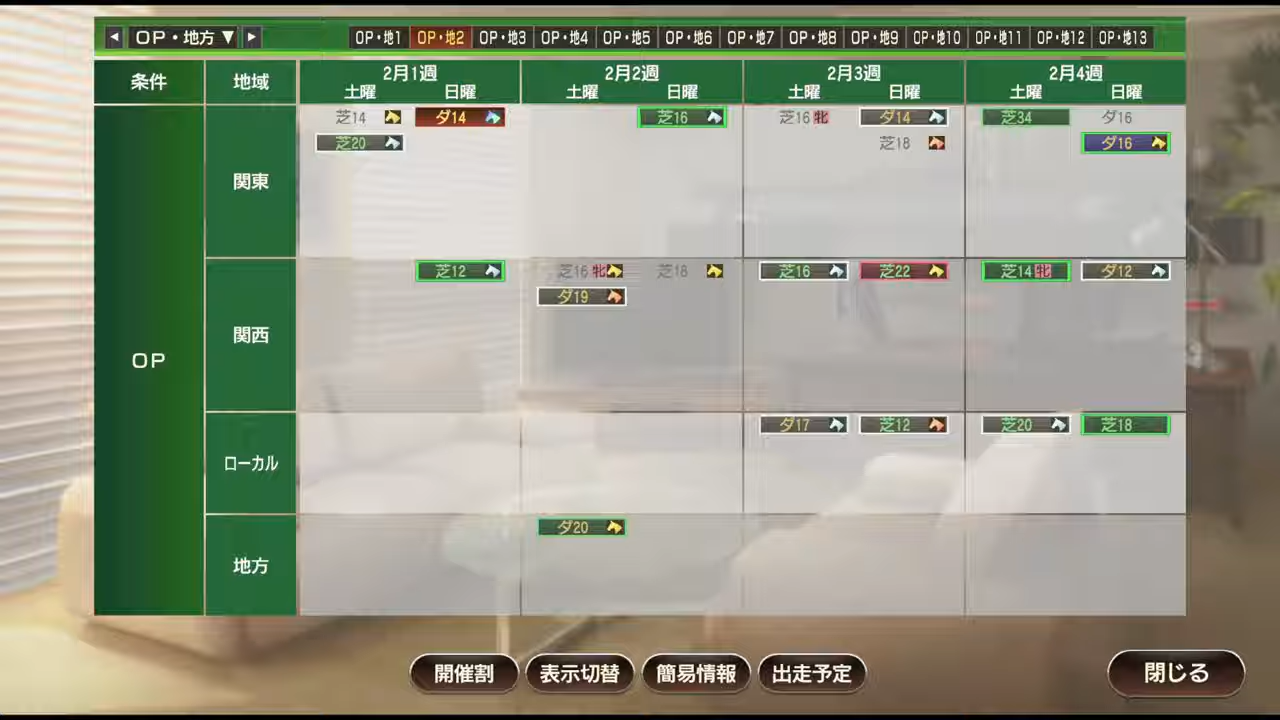 ◀ OP・地方▼ ▶ OP・地1 OP・地2 OP・地3 OP・地4 OP・地5 OP・地6 OP・地7 OP・地8 OP・地9 OP・地10 OP・地11 OP・地12 OP・地13
条件 地域 2月1週 2月2週 2月3週 2月4週
土曜 日曜 土曜 日曜 土曜 日曜 土曜 日曜
OP
関東
芝14 ダ14 芝16 芝16牝 ダ14 芝34 ダ16
芝20 芝18 ダ16
関西
芝12 芝16牝 芝18 芝16 芝22 芝14牝 ダ12
ダ19
ローカル
ダ17 芝12 芝20 芝18
地方
ダ20
開催割 表示切替 簡易情報 出走予定 閉じる